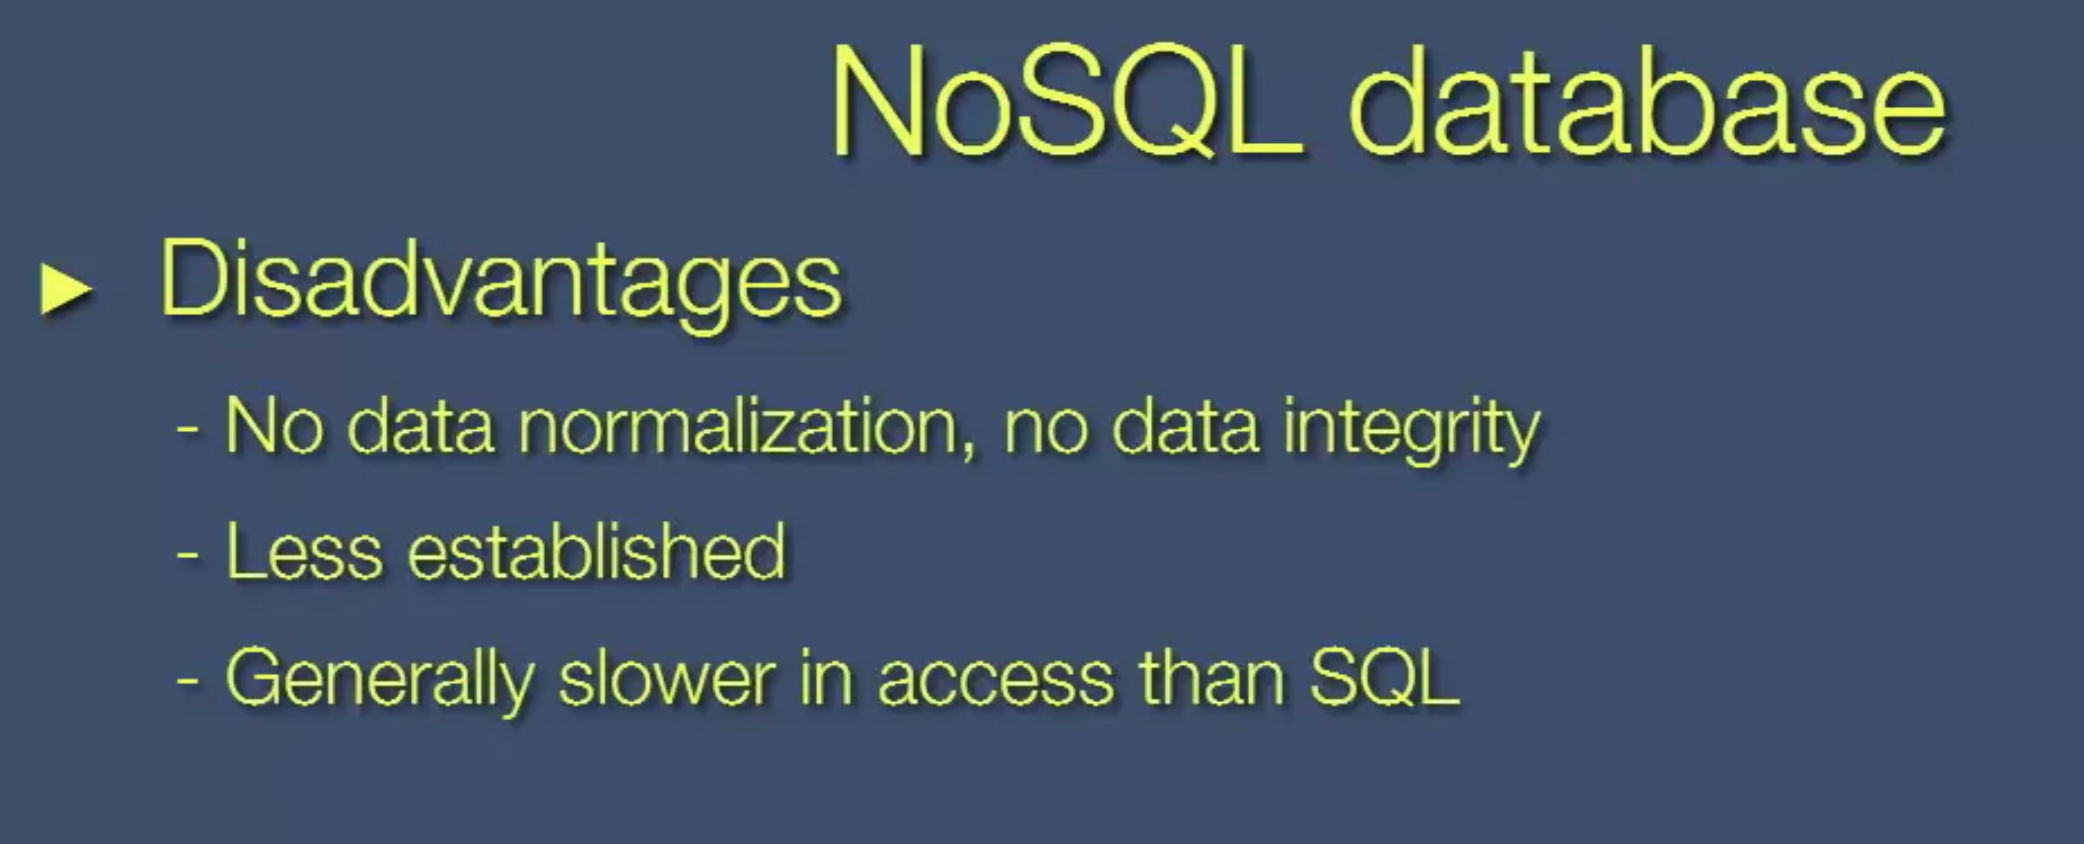 NoSQL database
► Disadvantages
- No data normalization, no data integrity
- Less established
- Generally slower in access than SQL